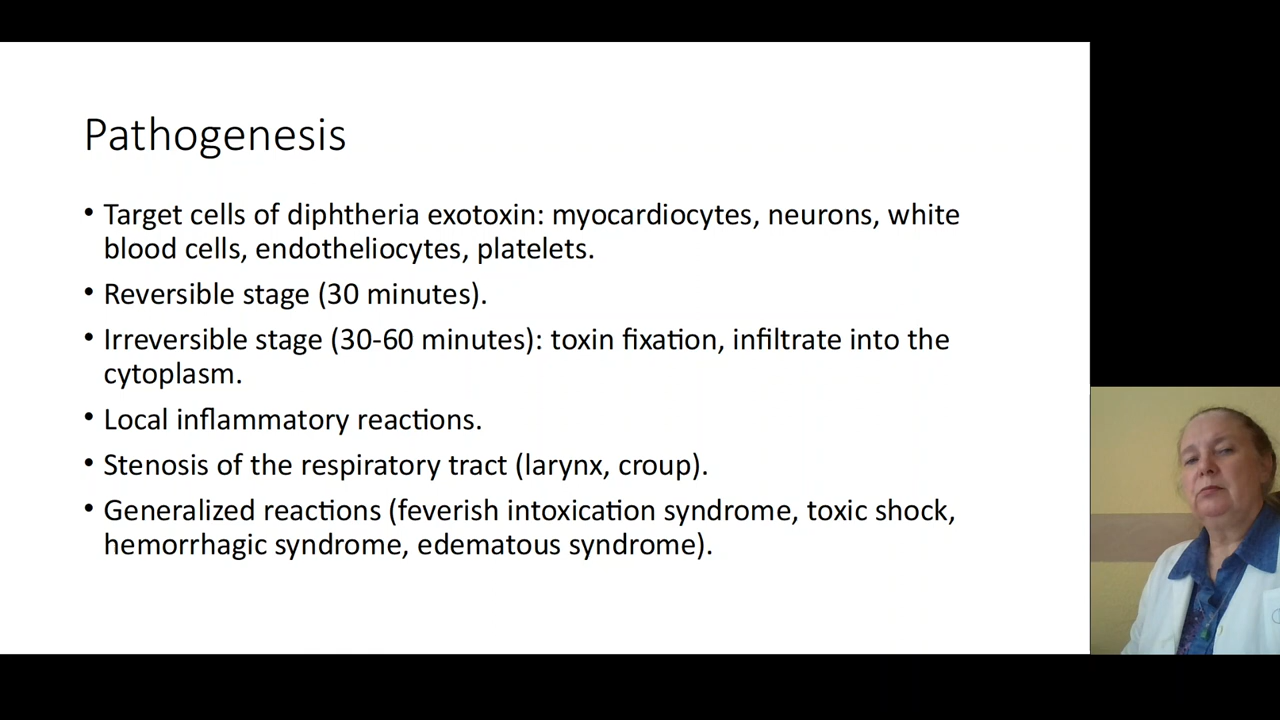 Pathogenesis
• Target cells of diphtheria exotoxin: myocardiocytes, neurons, white
blood cells, endotheliocytes, platelets.
• Reversible stage (30 minutes).
• Irreversible stage (30-60 minutes): toxin fixation, infiltrate into the
cytoplasm.
• Local inflammatory reactions.
• Stenosis of the respiratory tract (larynx, croup).
• Generalized reactions (feverish intoxication syndrome, toxic shock,
hemorrhagic syndrome, edematous syndrome).